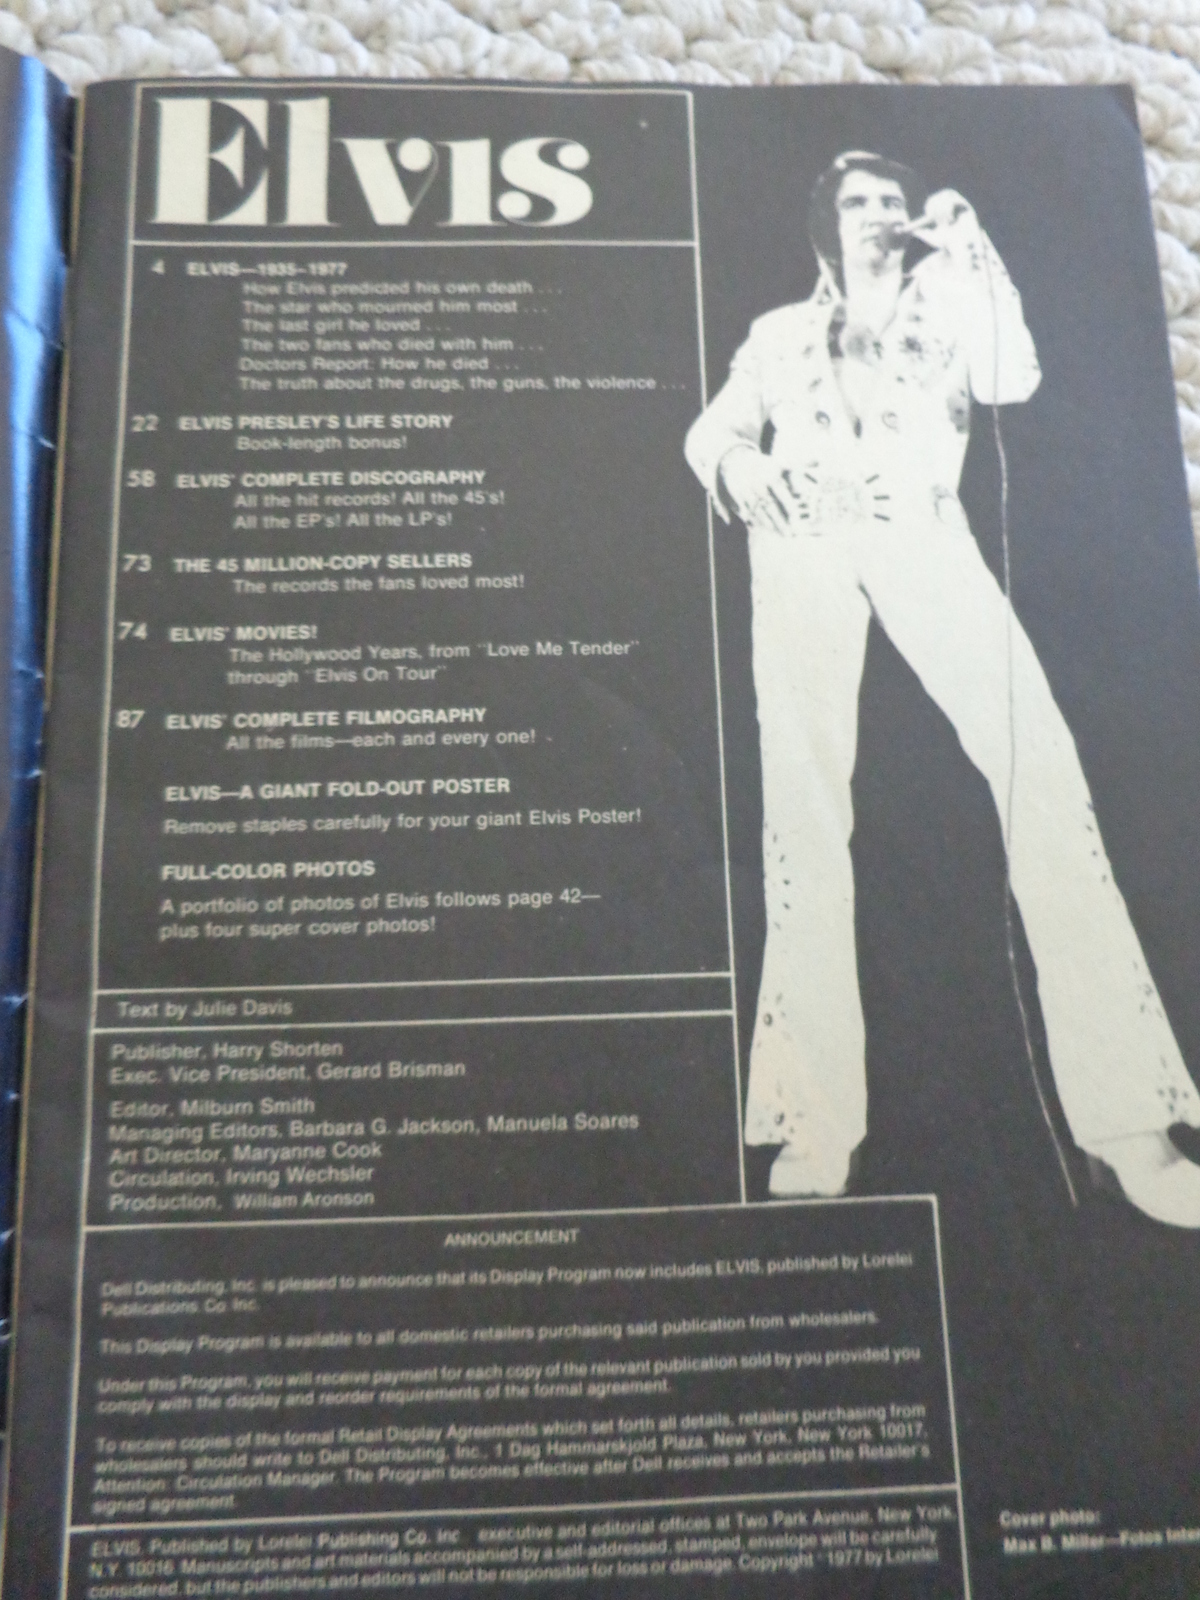 Elvis
4 ELVIS—1935-1977
How Elvis predicted his own death . . .
The star who mourned him most . . .
The last girl he loved . . .
The two fans who died with him . . .
Doctors Report: How he died . . .
The truth about the drugs, the guns, the violence . . .
22 ELVIS PRESLEY'S LIFE STORY
Book-length bonus!
58 ELVIS' COMPLETE DISCOGRAPHY
All the hit records! All the 45's!
All the EP's! All the LP's!
73 THE 45 MILLION-COPY SELLERS
The records the fans loved most!
74 ELVIS' MOVIES!
The Hollywood Years, from "Love Me Tender"
through "Elvis On Tour"
87 ELVIS' COMPLETE FILMOGRAPHY
All the films—each and every one!
ELVIS—A GIANT FOLD-OUT POSTER
Remove staples carefully for your giant Elvis Poster!
FULL-COLOR PHOTOS
A portfolio of photos of Elvis follows page 42—
plus four super cover photos!
Text by Julie Davis
Publisher, Harry Shorten
Exec. Vice President, Gerard Brisman
Editor, Milburn Smith
Managing Editors, Barbara G. Jackson, Manuela Soares
Art Director, Maryanne Cook
Circulation, Irving Wechsler
Production, William Aronson
ANNOUNCEMENT
Dell Distributing, Inc. is pleased to announce that its Display Program now includes ELVIS, published by Lorelei
Publications Co. Inc.
This Display Program is available to all domestic retailers purchasing said publication from wholesalers.
Under this Program, you will receive payment for each copy of the relevant publication sold by you provided you
comply with the display and reorder requirements of the formal agreement.
To receive copies of the formal Retail Display Agreements which set forth all details, retailers purchasing from
wholesalers should write to Dell Distributing, Inc., 1 Dag Hammarskjold Plaza, New York, New York 10017,
Attention: Circulation Manager. The Program becomes effective after Dell receives and accepts the Retailer's
signed agreement.
ELVIS, Published by Lorelei Publishing Co. Inc., executive and editorial offices at Two Park Avenue, New York,
N.Y. 10016. Manuscripts and art materials accompanied by a self-addressed, stamped, envelope will be carefully
considered, but the publishers and editors will not be responsible for loss or damage. Copyright © 1977 by Lorelei
Cover photo:
Max B. Miller—Fotos